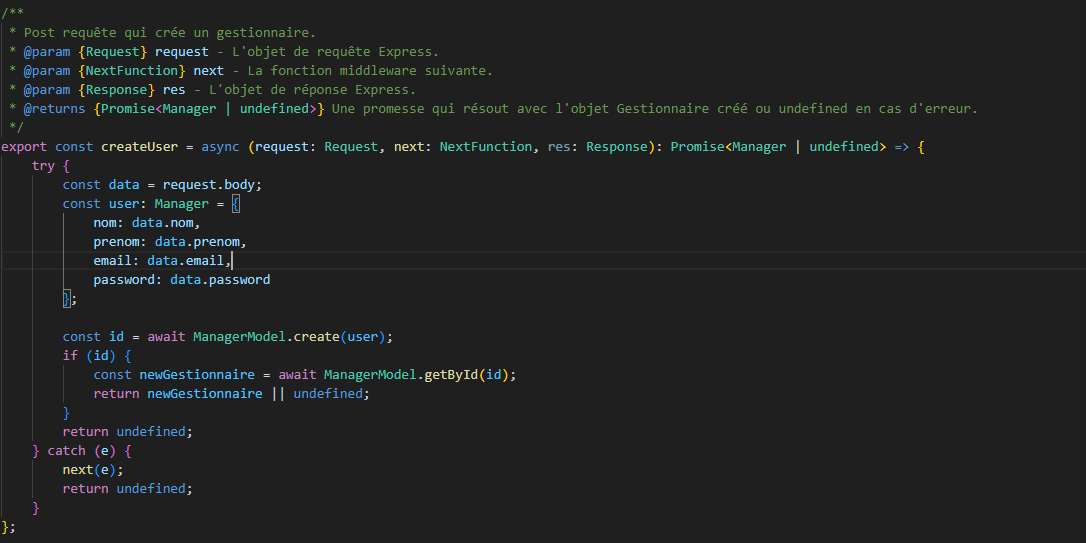 /**
 * Post requête qui crée un gestionnaire.
 * @param {Request} request - L'objet de requête Express.
 * @param {NextFunction} next - La fonction middleware suivante.
 * @param {Response} res - L'objet de réponse Express.
 * @returns {Promise<Manager | undefined>} Une promesse qui résout avec l'objet Gestionnaire créé ou undefined en cas d'erreur.
 */
export const createUser = async (request: Request, next: NextFunction, res: Response): Promise<Manager | undefined> => {
    try {
        const data = request.body;
        const user: Manager = {
            nom: data.nom,
            prenom: data.prenom,
            email: data.email,
            password: data.password
        };
        const id = await ManagerModel.create(user);
        if (id) {
            const newGestionnaire = await ManagerModel.getById(id);
            return newGestionnaire || undefined;
        }
        return undefined;
    } catch (e) {
        next(e);
        return undefined;
    }
};